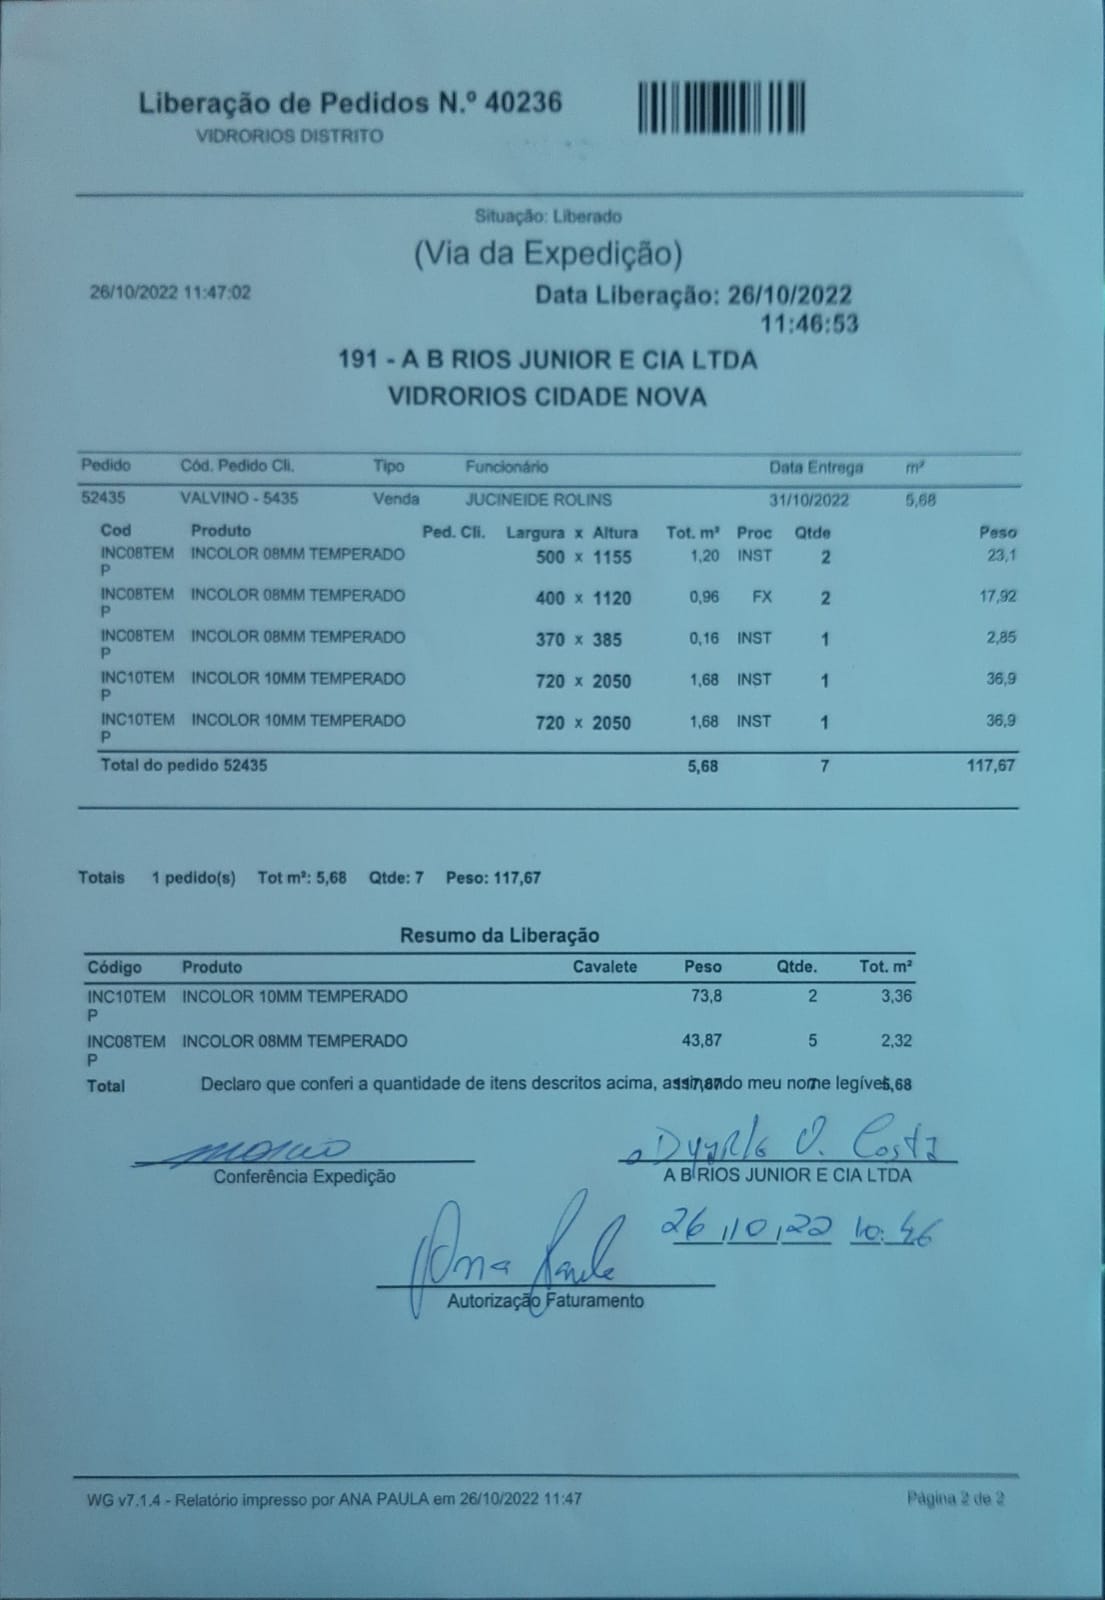 Liberação de Pedidos N.º 40236
VIDRORIOS DISTRITO
Situação: Liberado
(Via da Expedição)
26/10/2022 11:47:02 Data Liberação: 26/10/2022
11:46:53
191 - A B RIOS JUNIOR E CIA LTDA
VIDRORIOS CIDADE NOVA
Pedido Cód. Pedido Cli. Tipo Funcionário Data Entrega m²
52435 VALVINO - 5435 Venda JUCINEIDE ROLINS 31/10/2022 5,68
Cod Produto Ped. Cli. Largura x Altura Tot. m² Proc Qtde Peso
INC08TEM INCOLOR 08MM TEMPERADO 500 x 1155 1,20 INST 2 23,1
P
INC08TEM INCOLOR 08MM TEMPERADO 400 x 1120 0,96 FX 2 17,92
P
INC08TEM INCOLOR 08MM TEMPERADO 370 x 385 0,16 INST 1 2,85
P
INC10TEM INCOLOR 10MM TEMPERADO 720 x 2050 1,68 INST 1 36,9
P
INC10TEM INCOLOR 10MM TEMPERADO 720 x 2050 1,68 INST 1 36,9
P
Total do pedido 52435 5,68 7 117,67
Totais 1 pedido(s) Tot m²: 5,68 Qtde: 7 Peso: 117,67
Resumo da Liberação
Código Produto Cavalete Peso Qtde. Tot. m²
INC10TEM INCOLOR 10MM TEMPERADO 73,8 2 3,36
P
INC08TEM INCOLOR 08MM TEMPERADO 43,87 5 2,32
P
Total Declaro que conferi a quantidade de itens descritos acima, assinando meu nome legível 5,68
Costa
Conferência Expedição A B RIOS JUNIOR E CIA LTDA
26/10/22 10:46
Ana Paula
Autorização Faturamento
WG v7.1.4 - Relatório impresso por ANA PAULA em 26/10/2022 11:47 Página 2 de 2